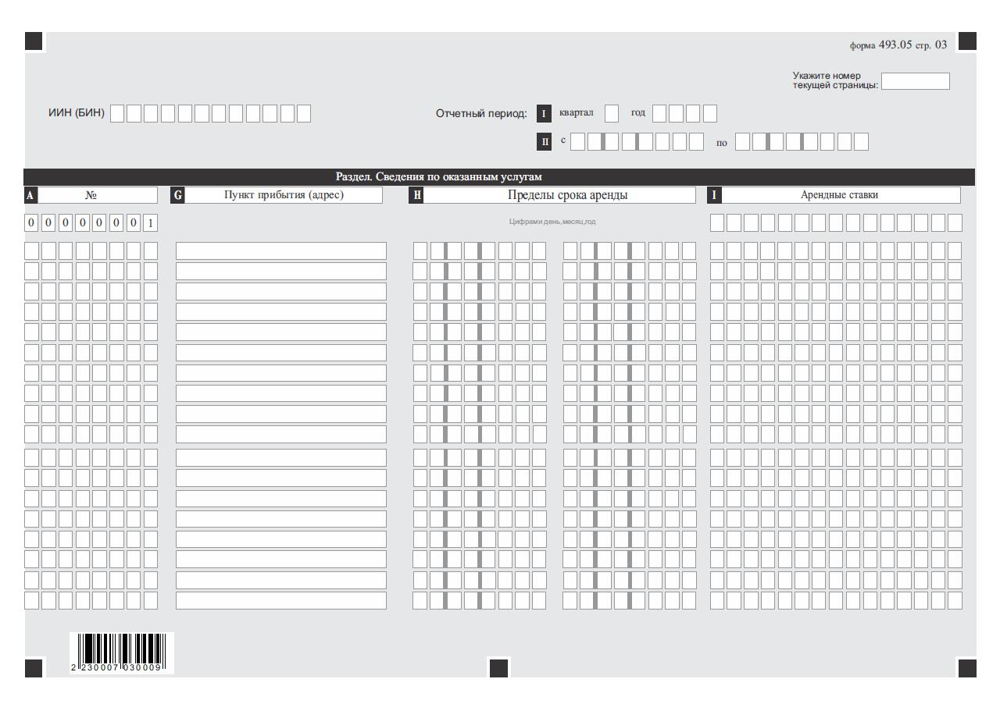 форма 493.05 стр. 03
Укажите номер
текущей страницы:
ИИН (БИН) Отчетный период: I квартал год
II с по
Раздел. Сведения по оказанным услугам
A № G Пункт прибытия (адрес) H Пределы срока аренды I Арендные ставки
0 0 0 0 0 0 0 1 Цифрами день,месяц,год
2 230007 030009